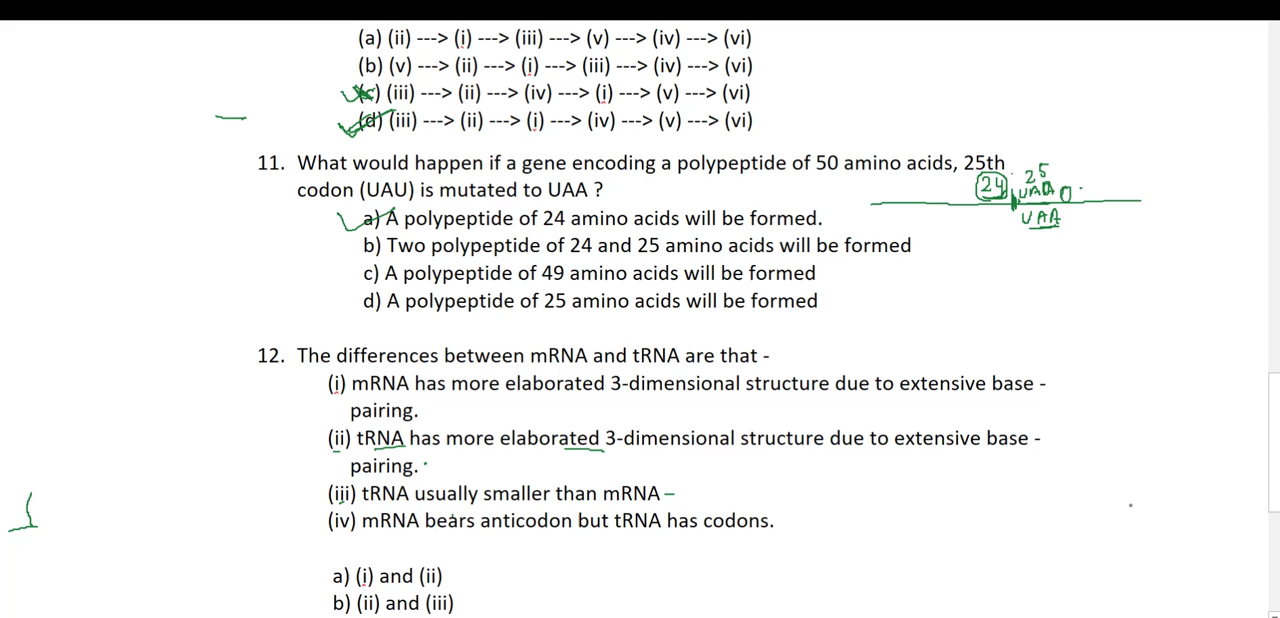 (a) (ii) ---> (i) ---> (iii) ---> (v) ---> (iv) ---> (vi)
(b) (v) ---> (ii) ---> (i) ---> (iii) ---> (iv) ---> (vi)
(c) (iii) ---> (ii) ---> (iv) ---> (i) ---> (v) ---> (vi)
(d) (iii) ---> (ii) ---> (i) ---> (iv) ---> (v) ---> (vi)
11. What would happen if a gene encoding a polypeptide of 50 amino acids, 25th
codon (UAU) is mutated to UAA ?
24 25
UAA
a) A polypeptide of 24 amino acids will be formed.
b) Two polypeptide of 24 and 25 amino acids will be formed
c) A polypeptide of 49 amino acids will be formed
d) A polypeptide of 25 amino acids will be formed
12. The differences between mRNA and tRNA are that -
(i) mRNA has more elaborated 3-dimensional structure due to extensive base -
pairing.
(ii) tRNA has more elaborated 3-dimensional structure due to extensive base -
pairing.
(iii) tRNA usually smaller than mRNA
(iv) mRNA bears anticodon but tRNA has codons.
a) (i) and (ii)
b) (ii) and (iii)